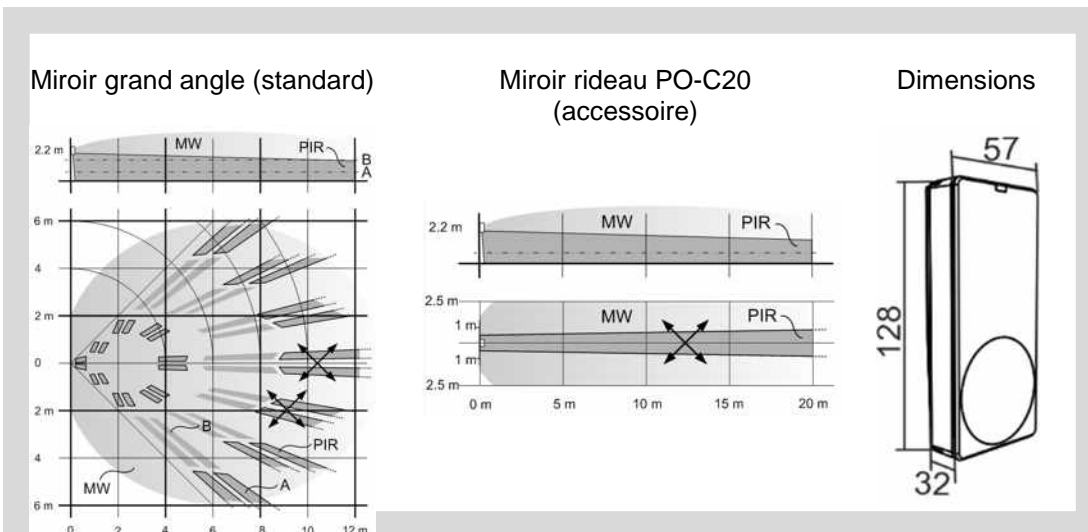 Miroir grand angle (standard)
MW
PIR
2.2 m
B
A
6 m
4
2 m
0
2 m
4
6 m
B
PIR
A
MW
0 2 4 6 8 10 12 m
Miroir rideau PO-C20
(accessoire)
MW
PIR
2.2 m
2.5 m
MW
PIR
1 m
1 m
2.5 m
0 m 5 m 10 m 15 m 20 m
Dimensions
57
128
32